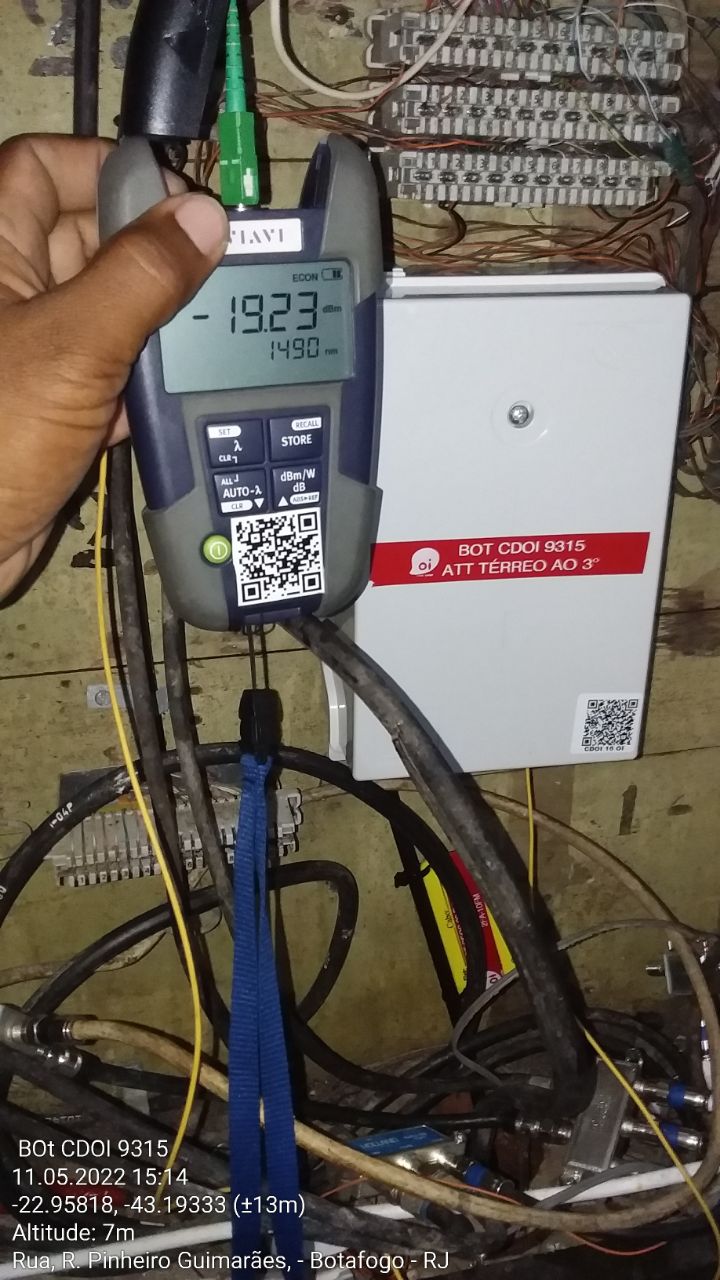 VIAVI
ECON
-19.23 dBm
1490 nm
SET
λ
CLR
RECALL
STORE
ALL
AUTO-λ
CLR
dBm/W
dB
ABS▸REF
oi
BOT CDOI 9315
ATT TÉRREO AO 3°
CDOI 16 OI
BOt CDOI 9315
11.05.2022 15:14
-22.95818, -43.19333 (±13m)
Altitude: 7m
Rua, R. Pinheiro Guimarães, - Botafogo - RJ